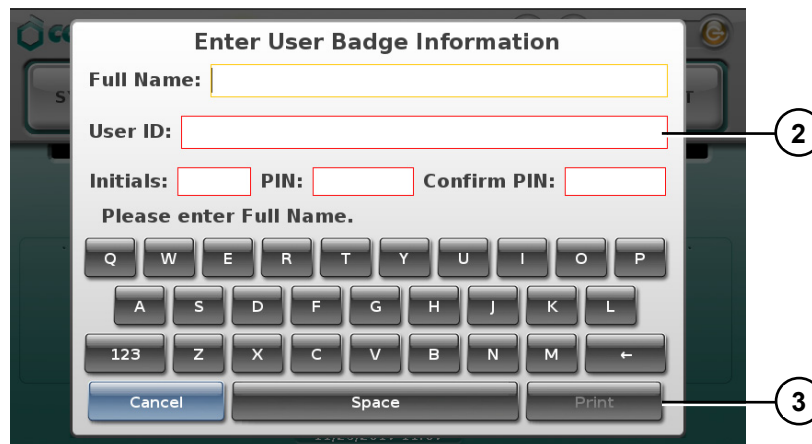 Enter User Badge Information
Full Name:
User ID:
2
Initials: PIN: Confirm PIN:
Please enter Full Name.
Q W E R T Y U I O P
A S D F G H J K L
123 Z X C V B N M ←
Cancel Space Print
3